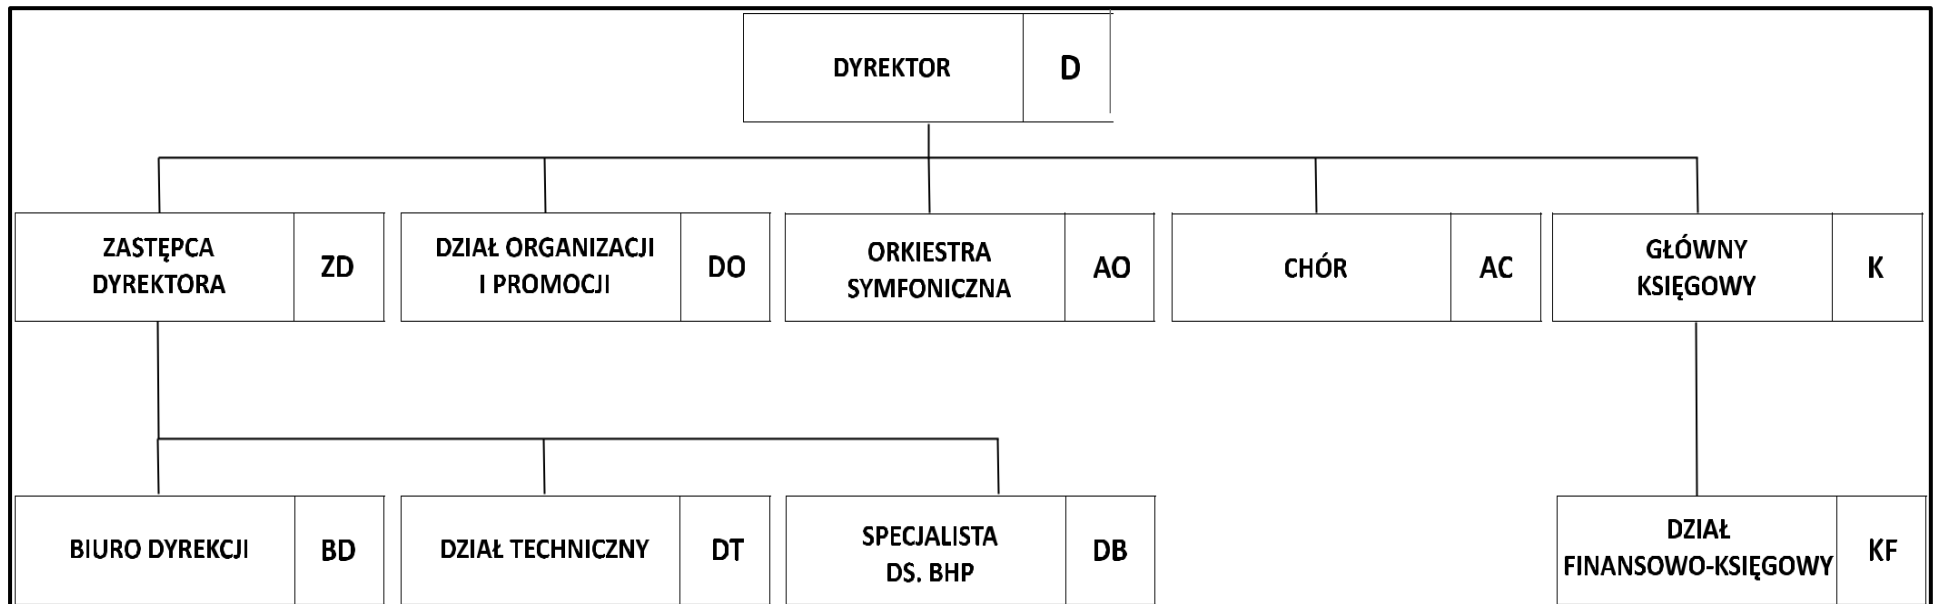 DYREKTOR
D
ZASTĘPCA
DYREKTORA
ZD
DZIAŁ ORGANIZACJI
I PROMOCJI
DO
ORKIESTRA
SYMFONICZNA
AO
CHÓR
AC
GŁÓWNY
KSIĘGOWY
K
BIURO DYREKCJI
BD
DZIAŁ TECHNICZNY
DT
SPECJALISTA
DS. BHP
DB
DZIAŁ
FINANSOWO-KSIĘGOWY
KF